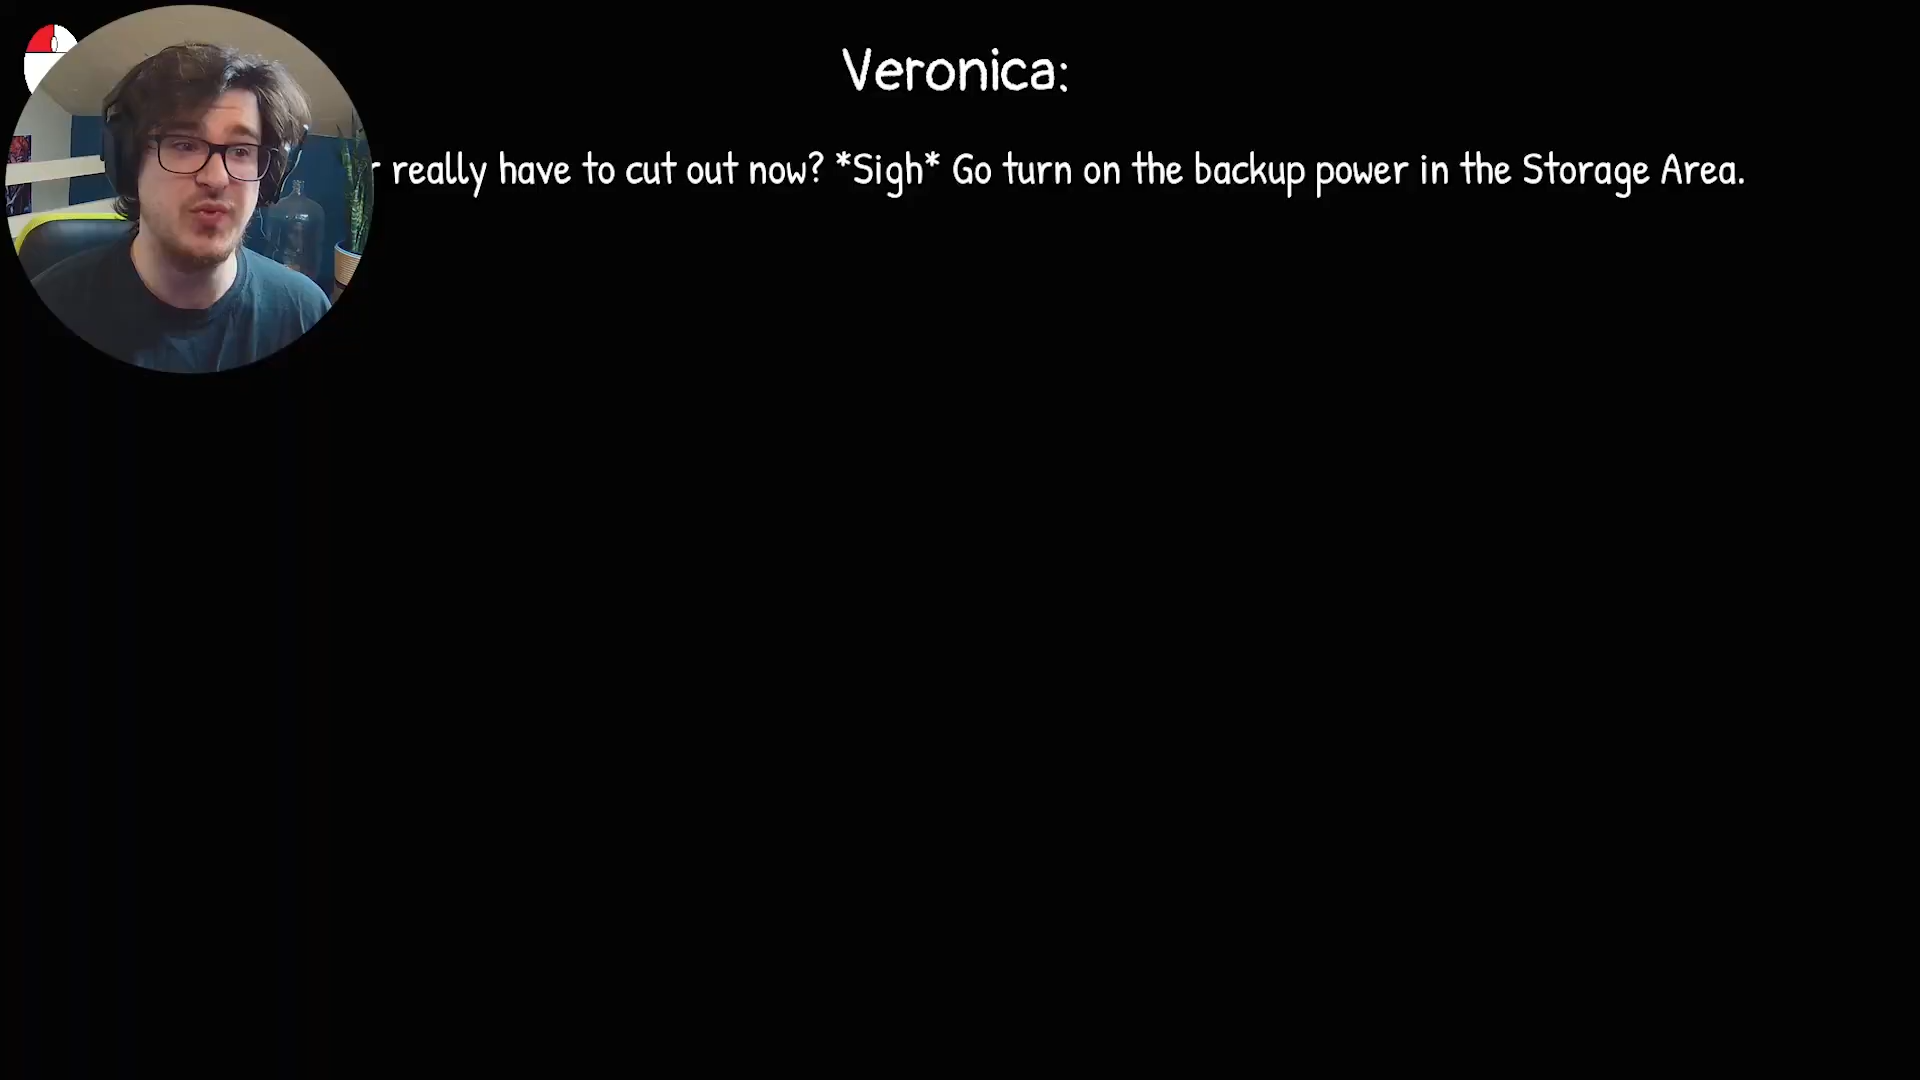 Veronica:
really have to cut out now? *Sigh* Go turn on the backup power in the Storage Area.